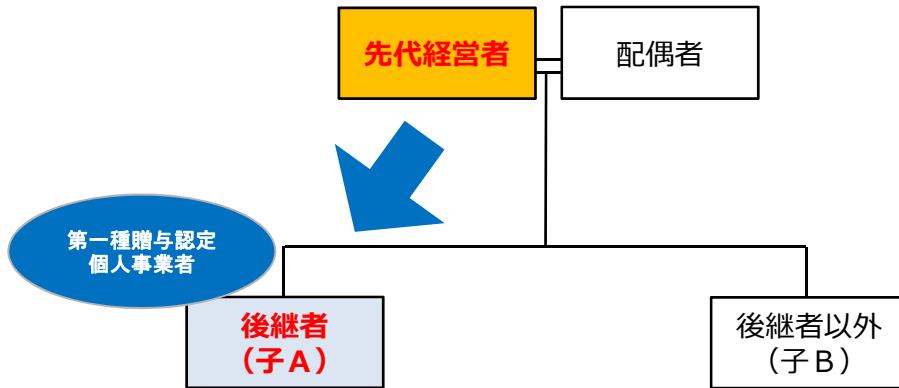 先代経営者
配偶者
第一種贈与認定
個人事業者
後継者
（子Ａ）
後継者以外
（子Ｂ）